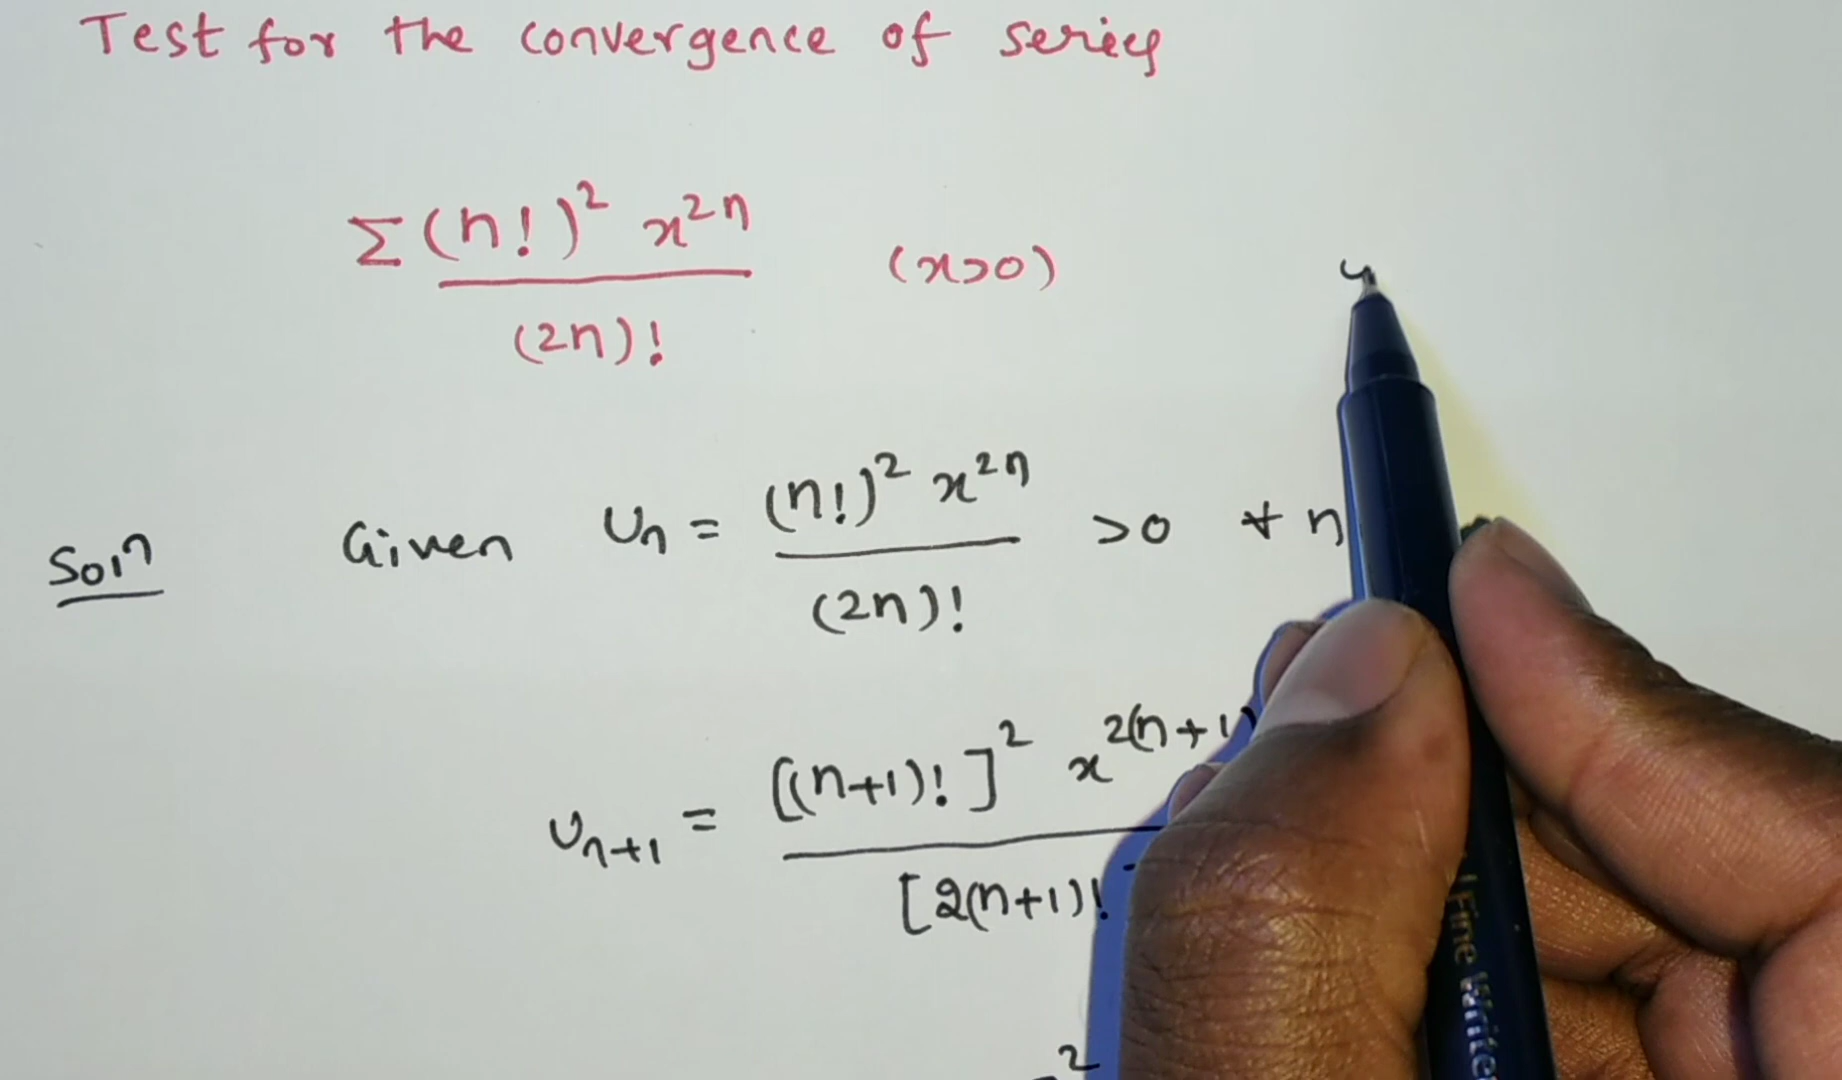 Test for the convergence of series
Σ (n!)² x²ⁿ / (2n)! (x>0)
Soln Given Uₙ = (n!)² x²ⁿ / (2n)! >0 ∀ n
Uₙ₊₁ = [(n+1)!]² x²⁽ⁿ⁺¹⁾ / [2(n+1)!
2
Fine Writer